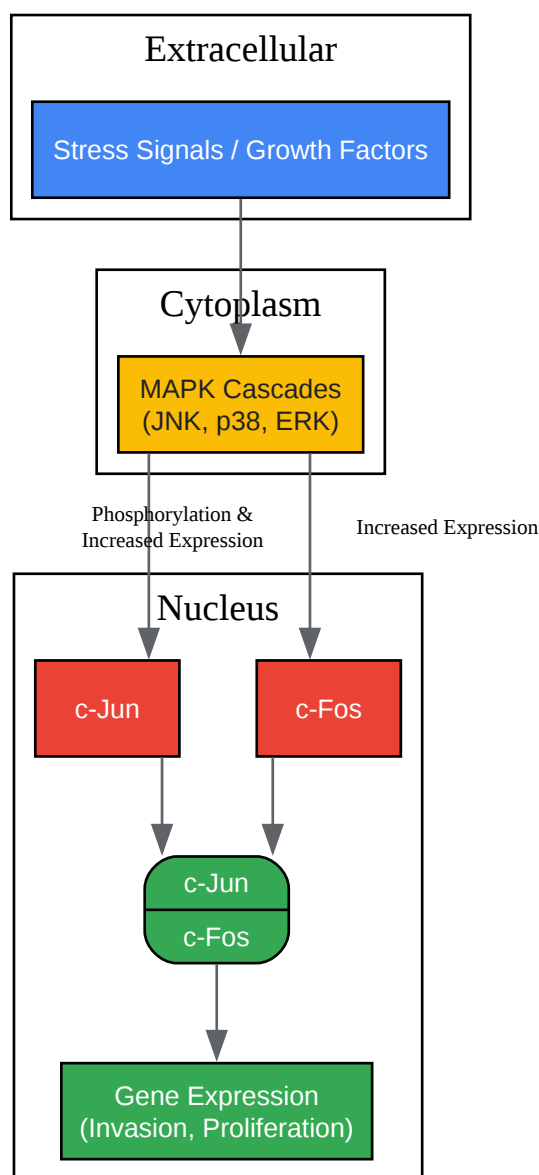 Extracellular
Stress Signals / Growth Factors
Cytoplasm
MAPK Cascades
(JNK, p38, ERK)
Phosphorylation &
Increased Expression
Increased Expression
Nucleus
c-Jun
c-Fos
c-Jun
c-Fos
Gene Expression
(Invasion, Proliferation)